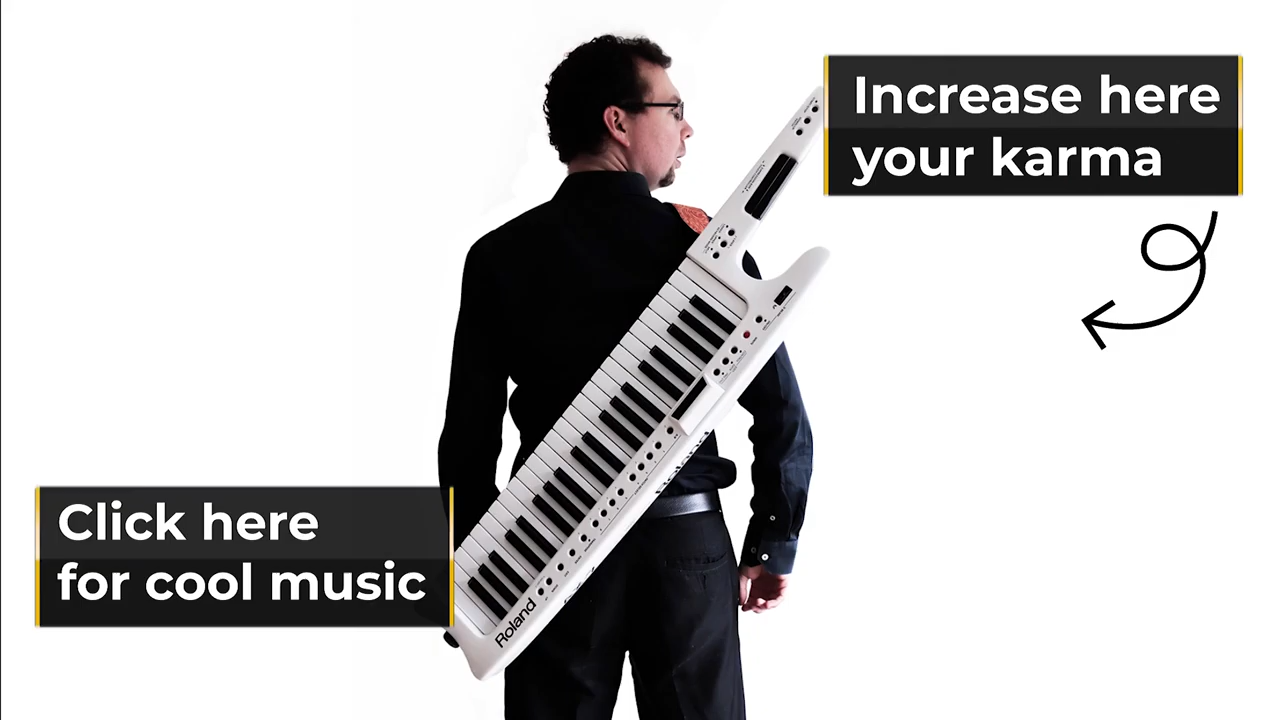 Increase here
your karma
Click here
for cool music
Roland